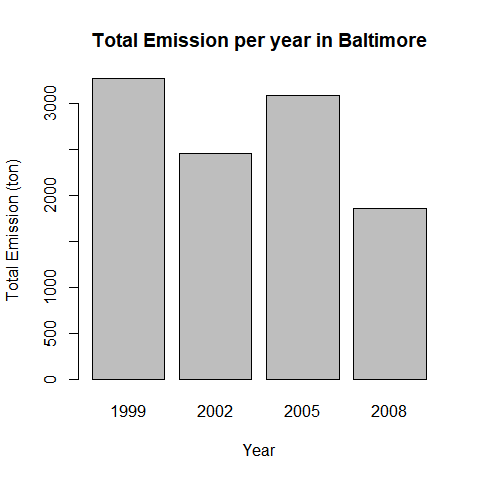 Total Emission per year in Baltimore
Total Emission (ton)
3000
2000
1000
500
0
1999 2002 2005 2008
Year